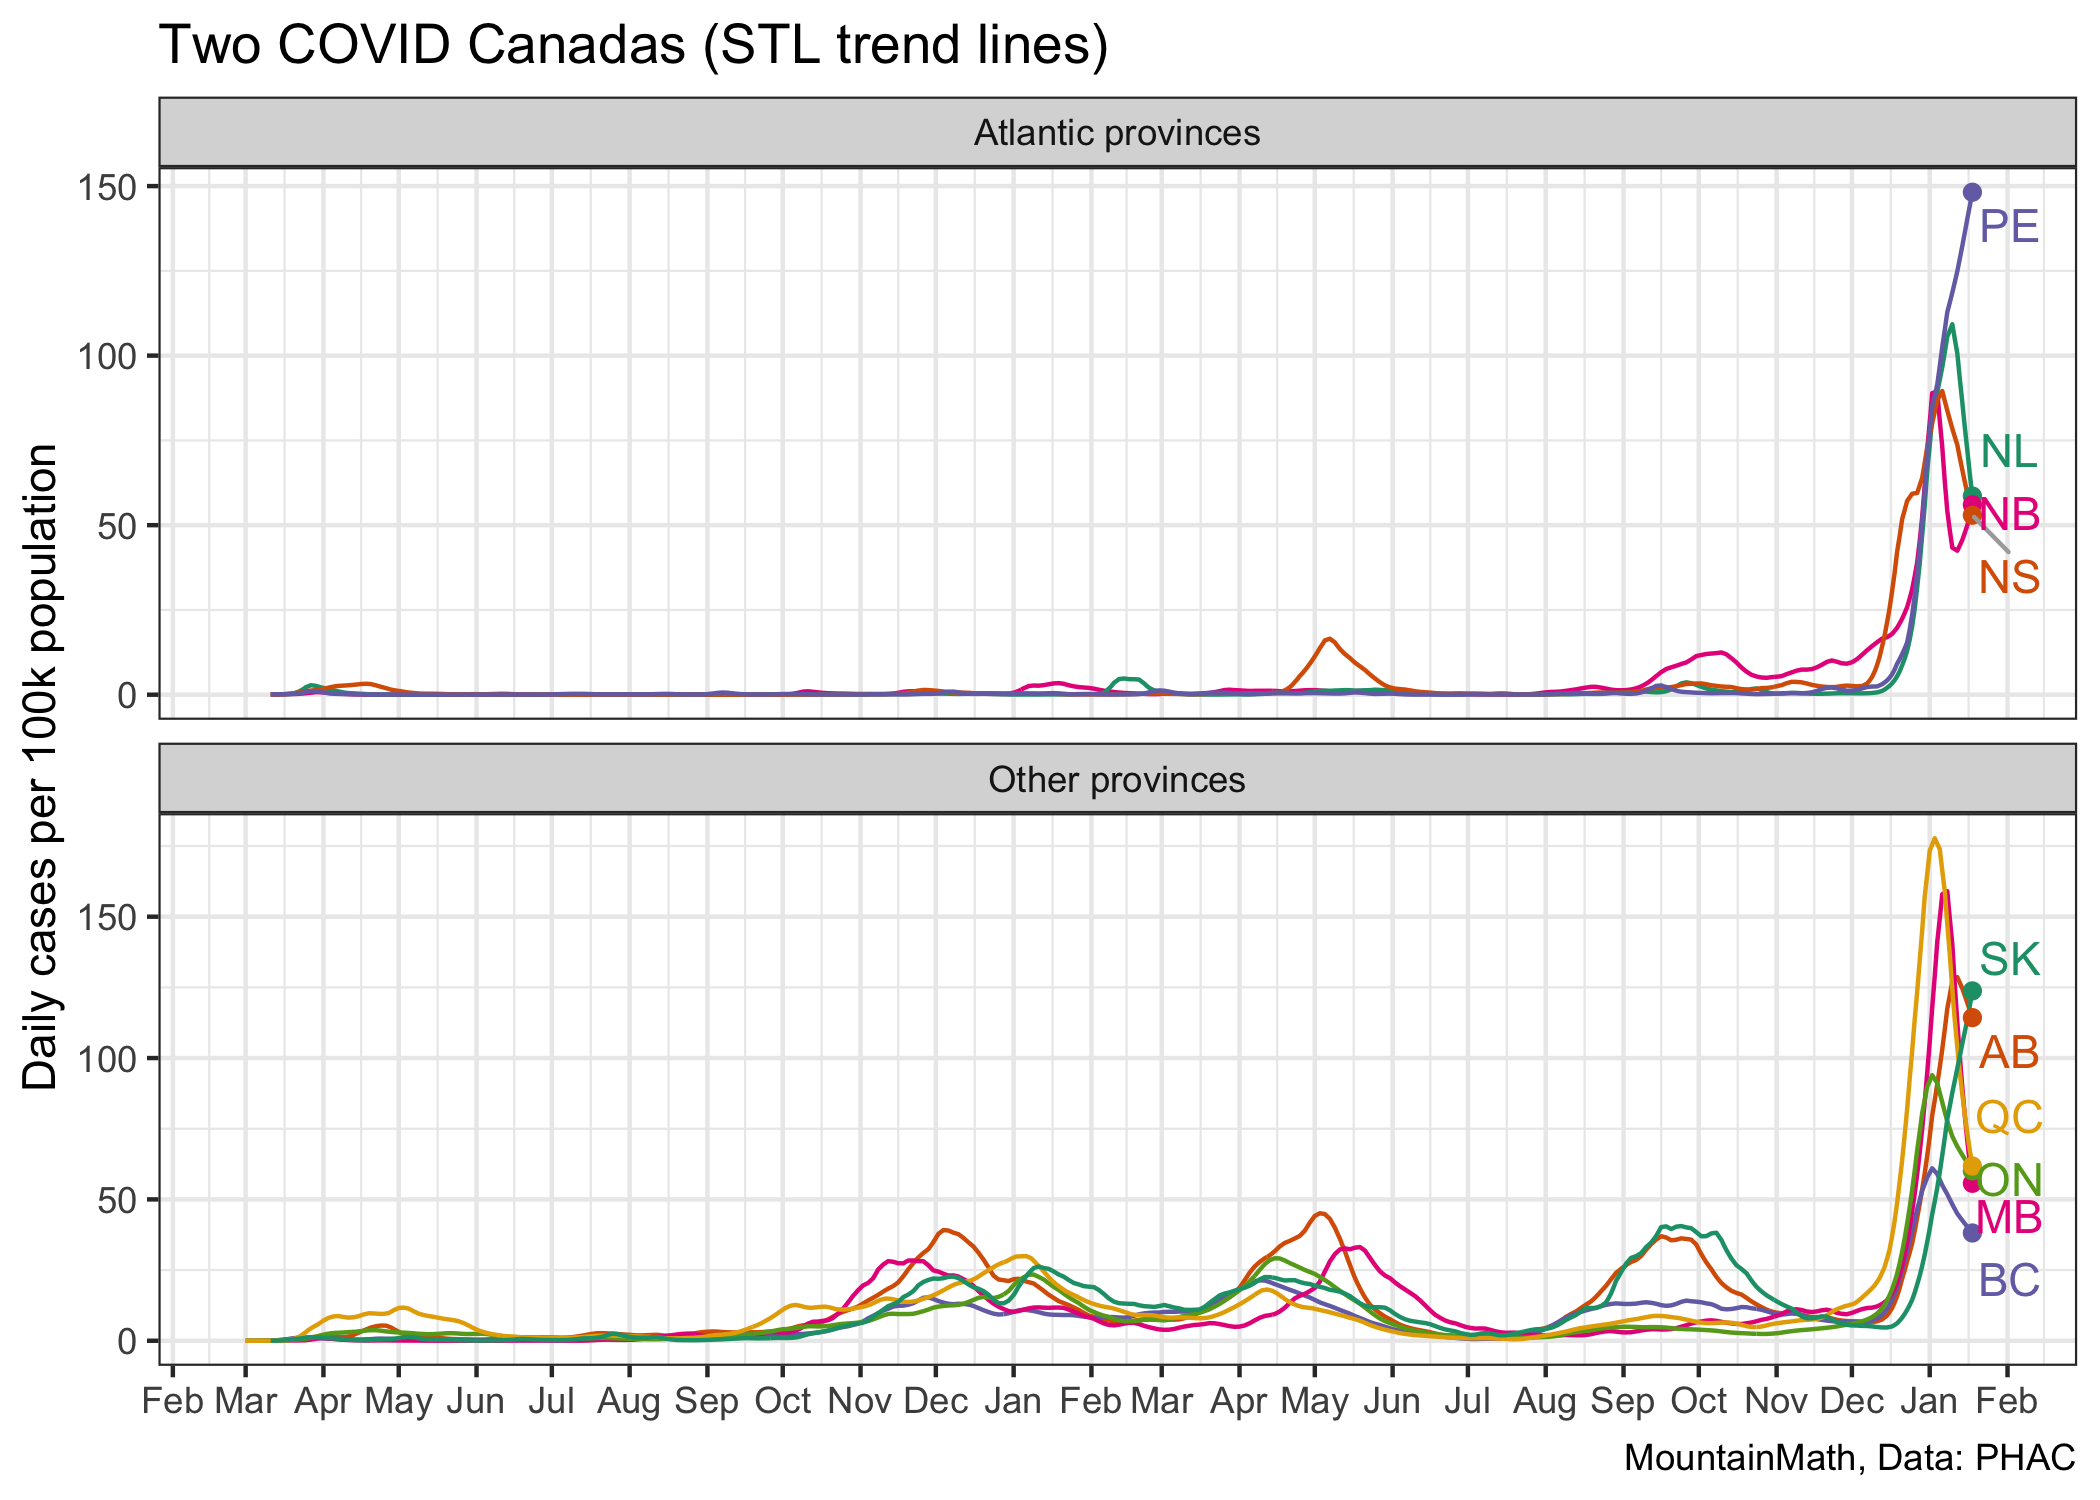 Two COVID Canadas (STL trend lines)
Atlantic provinces
150
100
50
0
PE
NL
NB
NS
Daily cases per 100k population
Other provinces
150
100
50
0
SK
AB
QC
ON
MB
BC
Feb Mar Apr May Jun Jul Aug Sep Oct Nov Dec Jan Feb Mar Apr May Jun Jul Aug Sep Oct Nov Dec Jan Feb
MountainMath, Data: PHAC